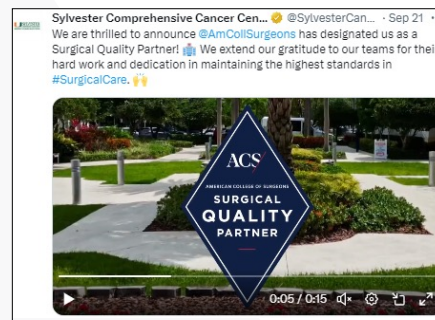 Sylvester Comprehensive Cancer Cen... @SylvesterCan... · Sep 21 ·
We are thrilled to announce @AmCollSurgeons has designated us as a
Surgical Quality Partner! We extend our gratitude to our teams for thei
hard work and dedication in maintaining the highest standards in
#SurgicalCare.
ACS
AMERICAN COLLEGE OF SURGEONS
SURGICAL
QUALITY
PARTNER
0:05 / 0:15